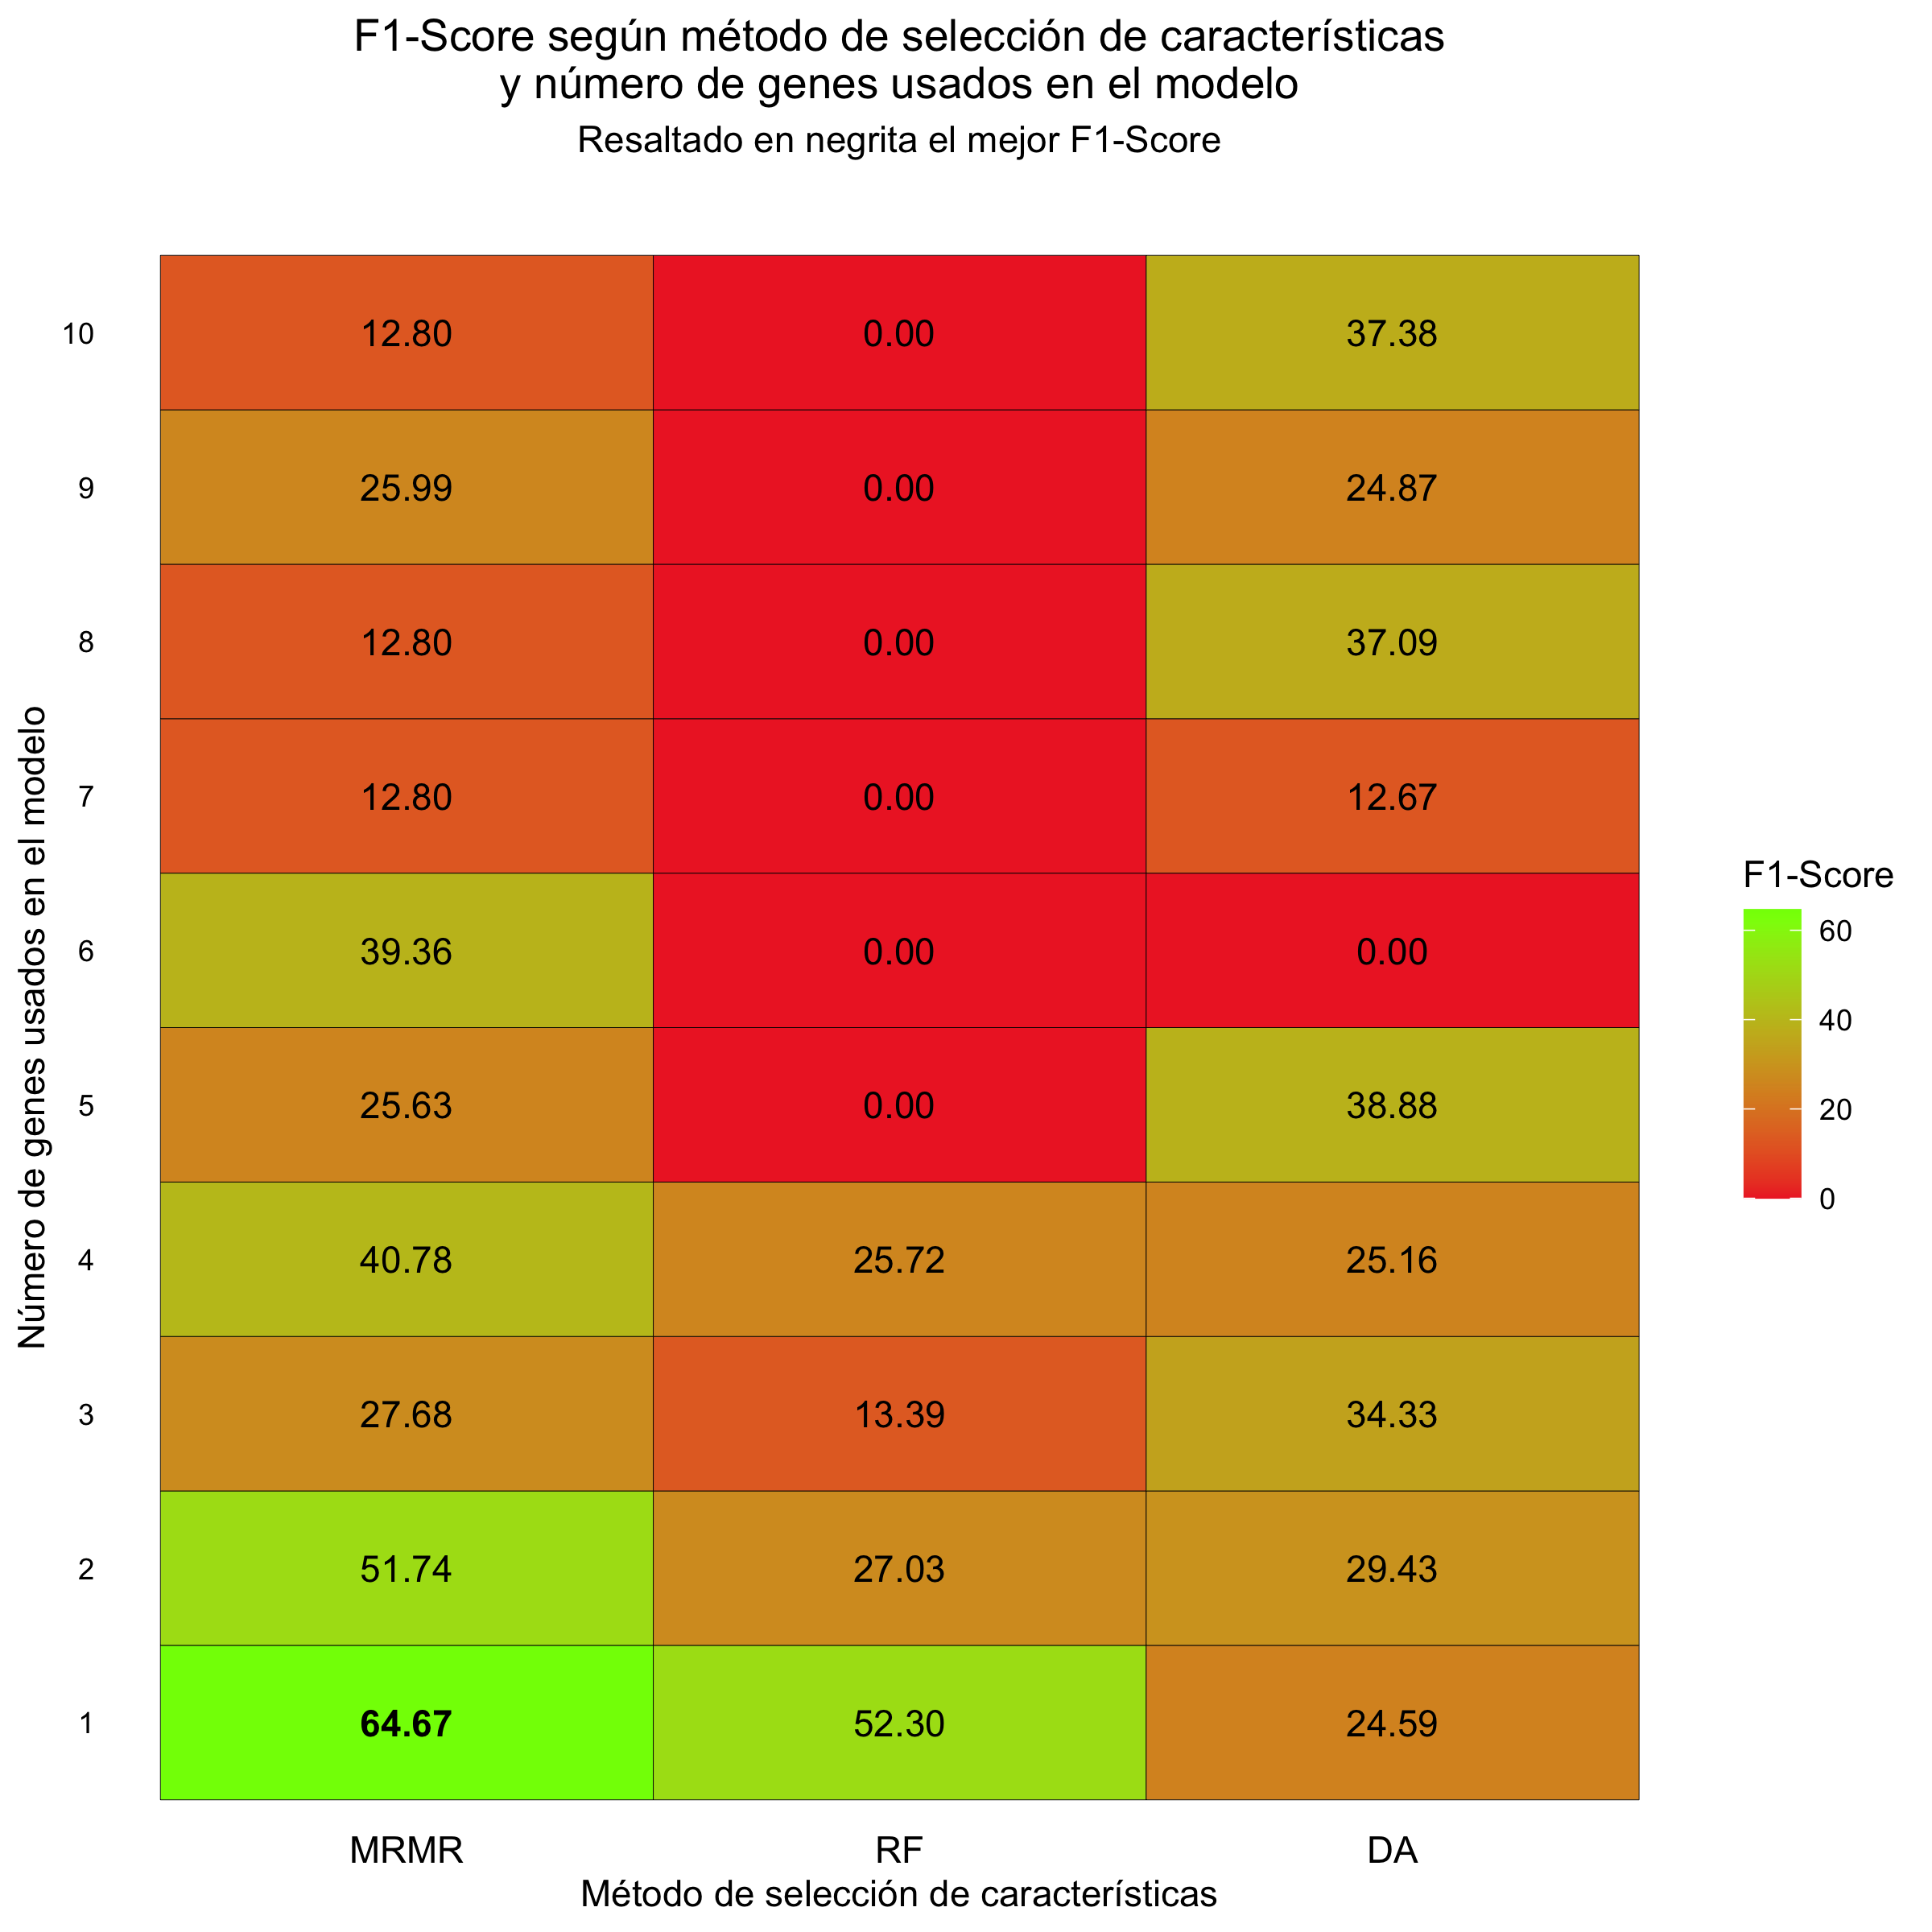 F1-Score según método de selección de características
y número de genes usados en el modelo
Resaltado en negrita el mejor F1-Score
Número de genes usados en el modelo
10 12.80 0.00 37.38
9 25.99 0.00 24.87
8 12.80 0.00 37.09
7 12.80 0.00 12.67
6 39.36 0.00 0.00
5 25.63 0.00 38.88
4 40.78 25.72 25.16
3 27.68 13.39 34.33
2 51.74 27.03 29.43
1 64.67 52.30 24.59
MRMR RF DA
Método de selección de características
F1-Score
60
40
20
0